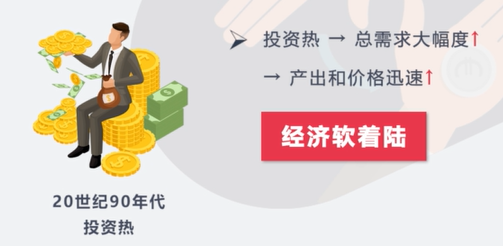 投资热 → 总需求大幅度↑
→ 产出和价格迅速↑
经济软着陆
20世纪90年代
投资热